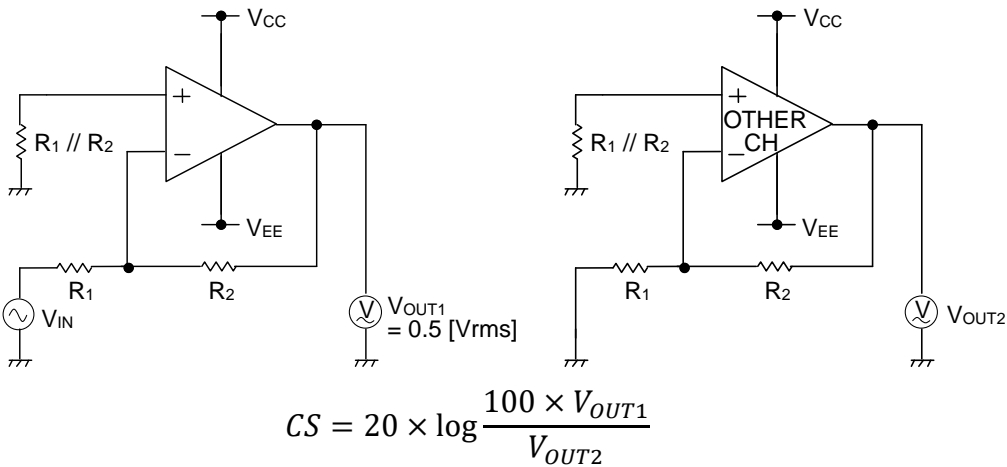 VCC
+
R1 // R2
−
VEE
R1
R2
VIN
V
VOUT1
= 0.5 [Vrms]
VCC
+
OTHER
CH
R1 // R2
−
VEE
R1
R2
V
VOUT2
CS = 20 × log 100 × VOUT1 / VOUT2